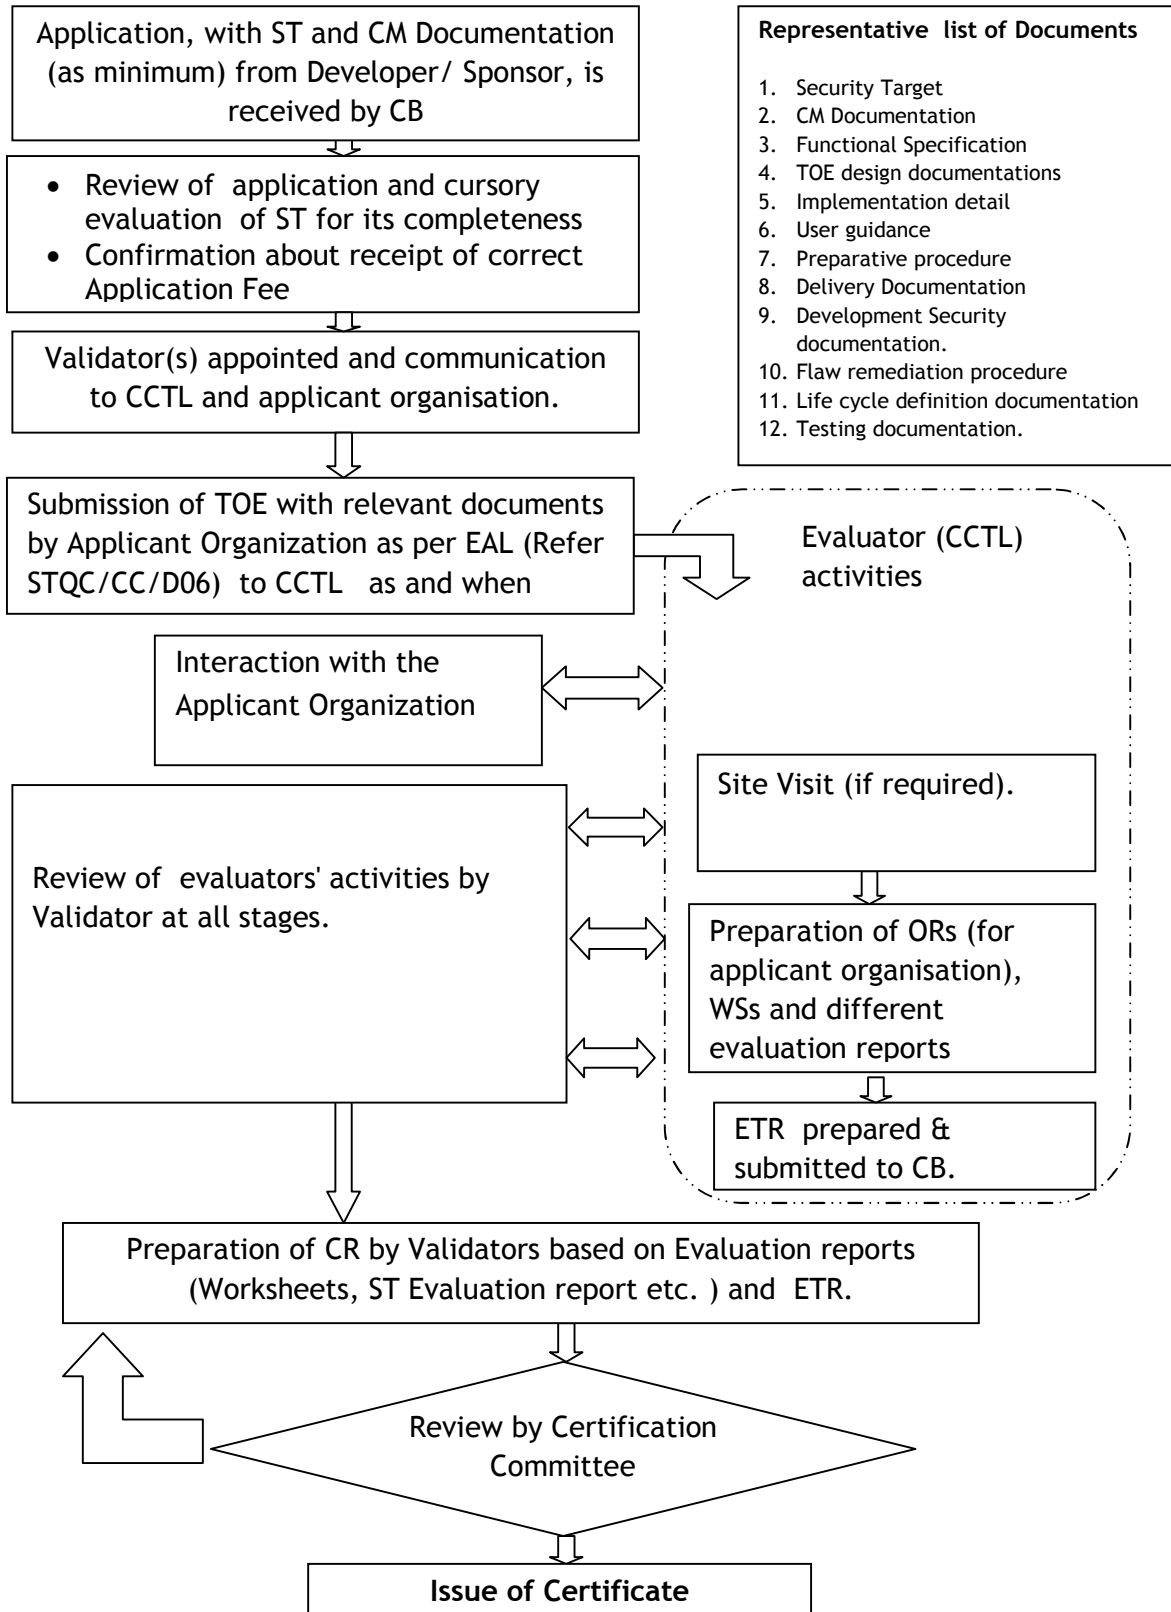 Application, with ST and CM Documentation
(as minimum) from Developer/ Sponsor, is
received by CB
• Review of application and cursory
evaluation of ST for its completeness
• Confirmation about receipt of correct
Application Fee
Validator(s) appointed and communication
to CCTL and applicant organisation.
Submission of TOE with relevant documents
by Applicant Organization as per EAL (Refer
STQC/CC/D06) to CCTL as and when
Representative list of Documents
1. Security Target
2. CM Documentation
3. Functional Specification
4. TOE design documentations
5. Implementation detail
6. User guidance
7. Preparative procedure
8. Delivery Documentation
9. Development Security
documentation.
10. Flaw remediation procedure
11. Life cycle definition documentation
12. Testing documentation.
Evaluator (CCTL)
activities
Interaction with the
Applicant Organization
Site Visit (if required).
Review of evaluators' activities by
Validator at all stages.
Preparation of ORs (for
applicant organisation),
WSs and different
evaluation reports
ETR prepared &
submitted to CB.
Preparation of CR by Validators based on Evaluation reports
(Worksheets, ST Evaluation report etc. ) and ETR.
Review by Certification
Committee
Issue of Certificate